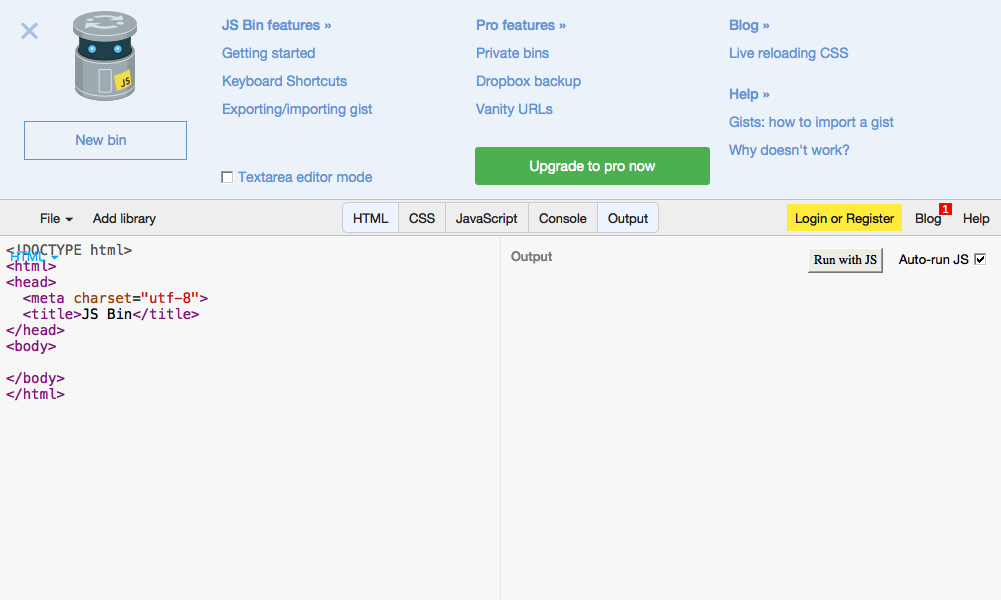 JS Bin features »
Getting started
Keyboard Shortcuts
Exporting/importing gist
Textarea editor mode
Pro features »
Private bins
Dropbox backup
Vanity URLs
Upgrade to pro now
Blog »
Live reloading CSS
Help »
Gists: how to import a gist
Why doesn't work?
JS
New bin
File Add library HTML CSS JavaScript Console Output Login or Register Blog 1 Help
HTML
<!DOCTYPE html>
<html>
<head>
  <meta charset="utf-8">
  <title>JS Bin</title>
</head>
<body>

</body>
</html>
Output Run with JS Auto-run JS